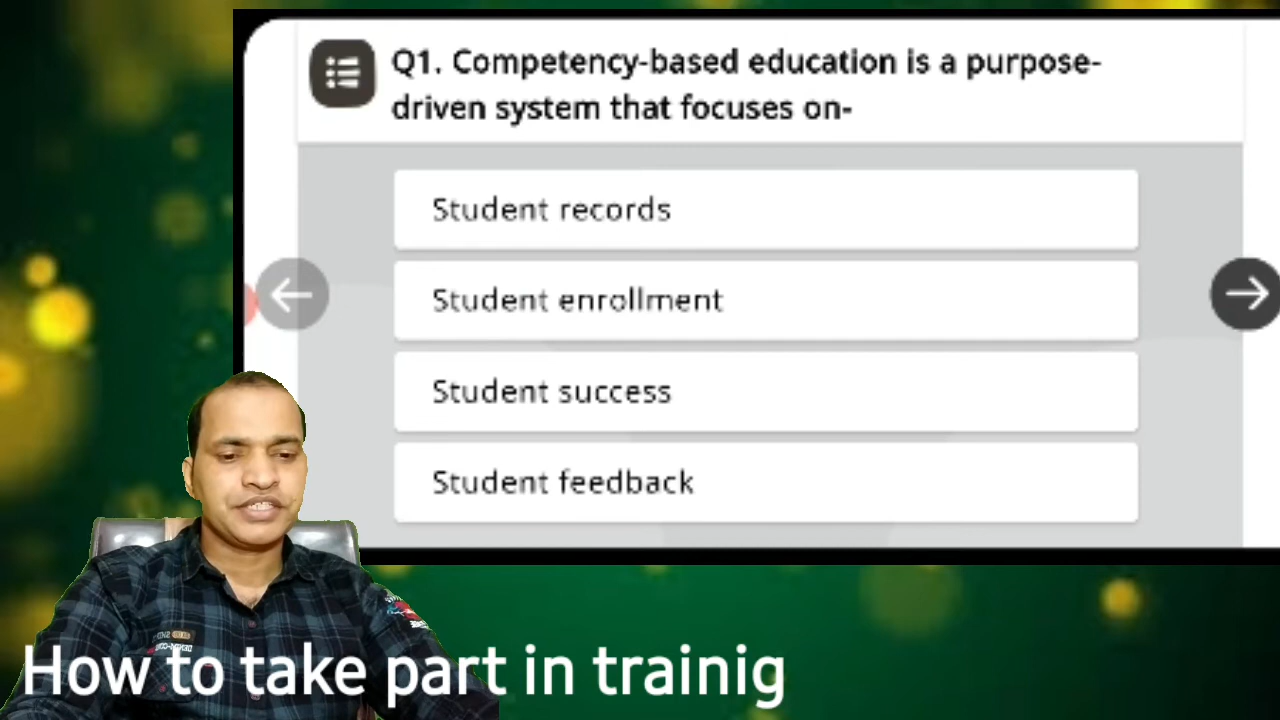 Q1. Competency-based education is a purpose-
driven system that focuses on-
Student records
Student enrollment
Student success
Student feedback
How to take part in trainig